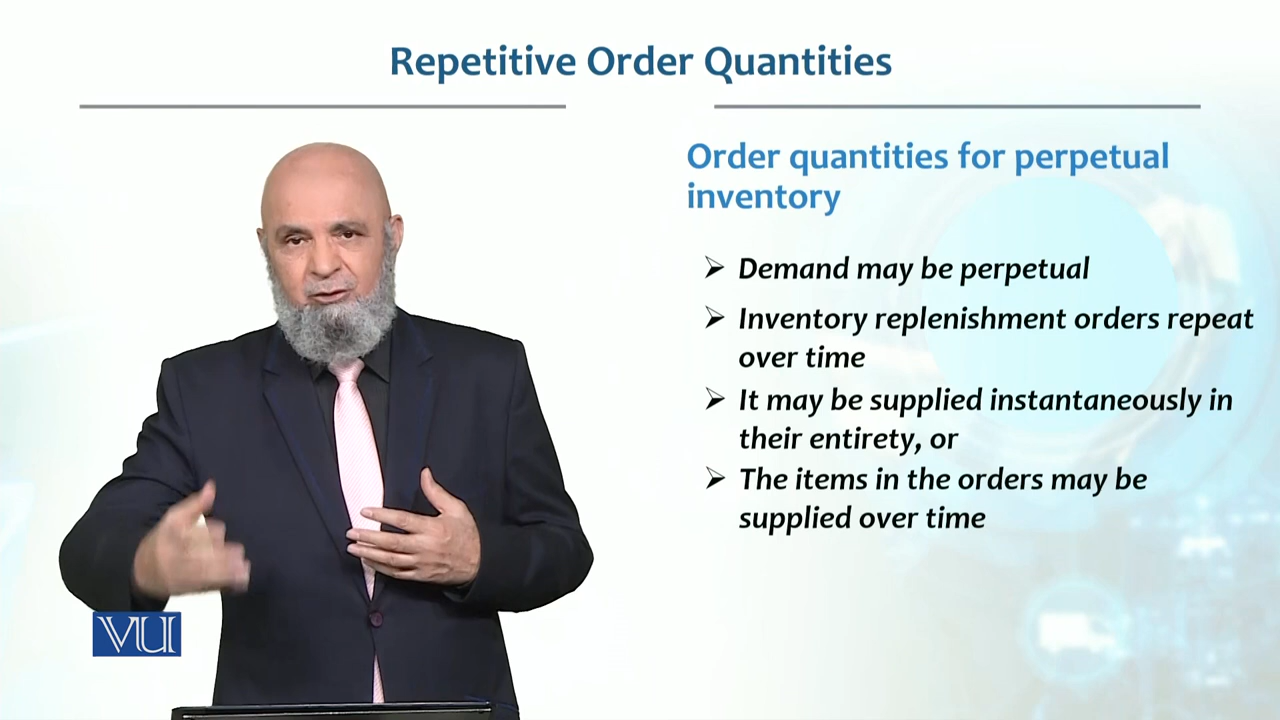 Repetitive Order Quantities
Order quantities for perpetual
inventory
➢ Demand may be perpetual
➢ Inventory replenishment orders repeat
over time
➢ It may be supplied instantaneously in
their entirety, or
➢ The items in the orders may be
supplied over time
VU